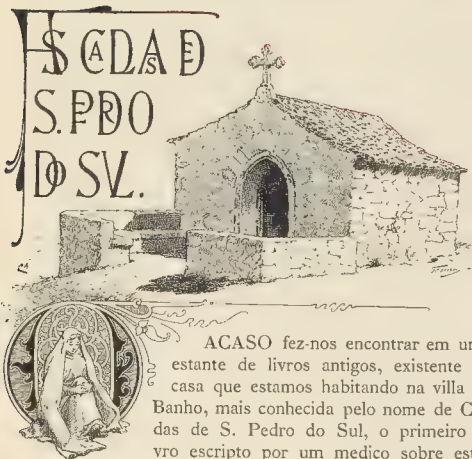 AS CALDAS DE
S. PEDRO
DO SUL.
O ACASO fez-nos encontrar em um
estante de livros antigos, existente
casa que estamos habitando na villa
Banho, mais conhecida pelo nome de C
das de S. Pedro do Sul, o primeiro
vro escripto por um medico sobre est